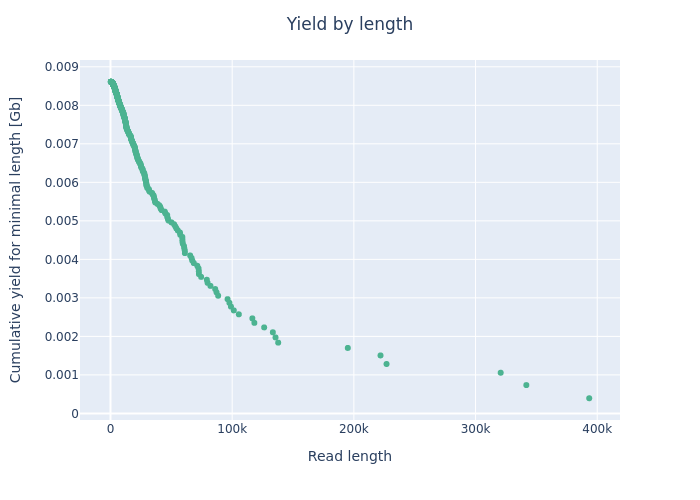 Yield by length
Cumulative yield for minimal length [Gb]
0.009
0.008
0.007
0.006
0.005
0.004
0.003
0.002
0.001
0
0 100k 200k 300k 400k
Read length